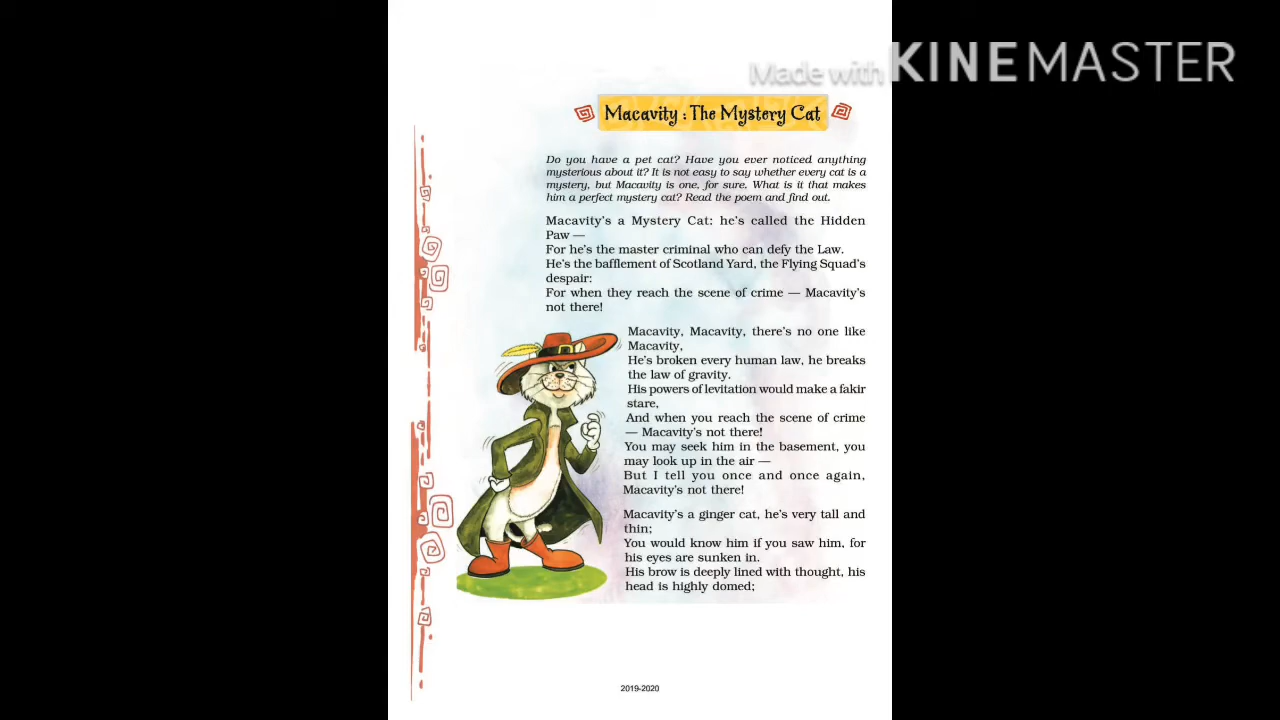 Made with KINEMASTER
Macavity : The Mystery Cat
Do you have a pet cat? Have you ever noticed anything
mysterious about it? It is not easy to say whether every cat is a
mystery, but Macavity is one, for sure. What is it that makes
him a perfect mystery cat? Read the poem and find out.
Macavity's a Mystery Cat: he's called the Hidden
Paw —
For he's the master criminal who can defy the Law.
He's the bafflement of Scotland Yard, the Flying Squad's
despair:
For when they reach the scene of crime — Macavity's
not there!
Macavity, Macavity, there's no one like
Macavity,
He's broken every human law, he breaks
the law of gravity.
His powers of levitation would make a fakir
stare,
And when you reach the scene of crime
— Macavity's not there!
You may seek him in the basement, you
may look up in the air —
But I tell you once and once again,
Macavity's not there!
Macavity's a ginger cat, he's very tall and
thin;
You would know him if you saw him, for
his eyes are sunken in.
His brow is deeply lined with thought, his
head is highly domed;
2019-2020